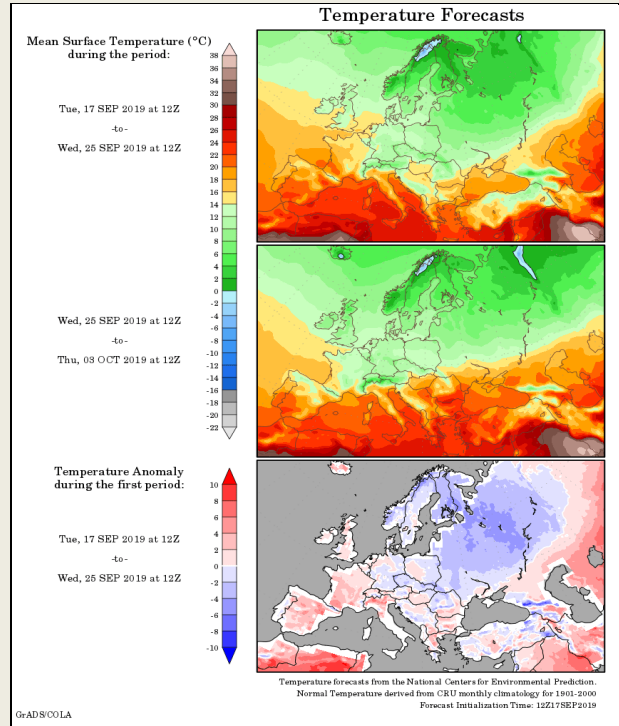 Temperature Forecasts
Mean Surface Temperature (°C)
during the period:
Tue, 17 SEP 2019 at 12Z
-to-
Wed, 25 SEP 2019 at 12Z
38
36
34
32
30
28
26
24
22
20
18
16
14
12
10
8
6
4
2
0
-2
-4
-6
-8
-10
-12
-14
-16
-18
-20
-22
Wed, 25 SEP 2019 at 12Z
-to-
Thu, 03 OCT 2019 at 12Z
Temperature Anomaly
during the first period:
Tue, 17 SEP 2019 at 12Z
-to-
Wed, 25 SEP 2019 at 12Z
10
8
6
4
2
0
-2
-4
-6
-8
-10
Temperature forecasts from the National Centers for Environmental Prediction.
Normal Temperature derived from CRU monthly climatology for 1901-2000
Forecast Initialization Time: 12Z17SEP2019
GrADS/COLA